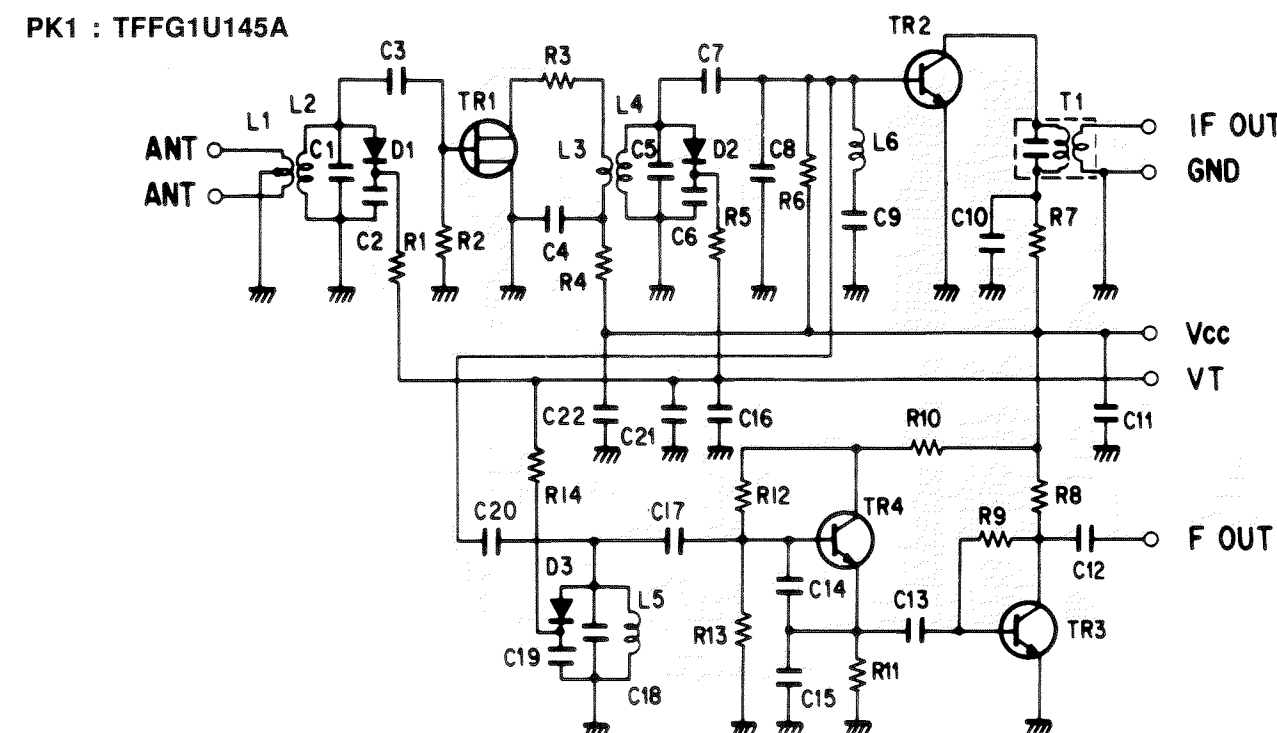 PK1 : TFFG1U145A
TR2
C3
R3
C7
L2
TR1
L4
T1
L1
IF OUT
ANT
C1
D1
L3
C5
D2
C8
L6
GND
ANT
R6
C2
R1
R2
C4
R5
C9
C10
R7
C6
R4
Vcc
VT
C22
C21
C16
R10
C11
R14
R12
R8
C20
C17
TR4
R9
F OUT
D3
C12
L5
C14
C13
R13
TR3
C19
R11
C18
C15